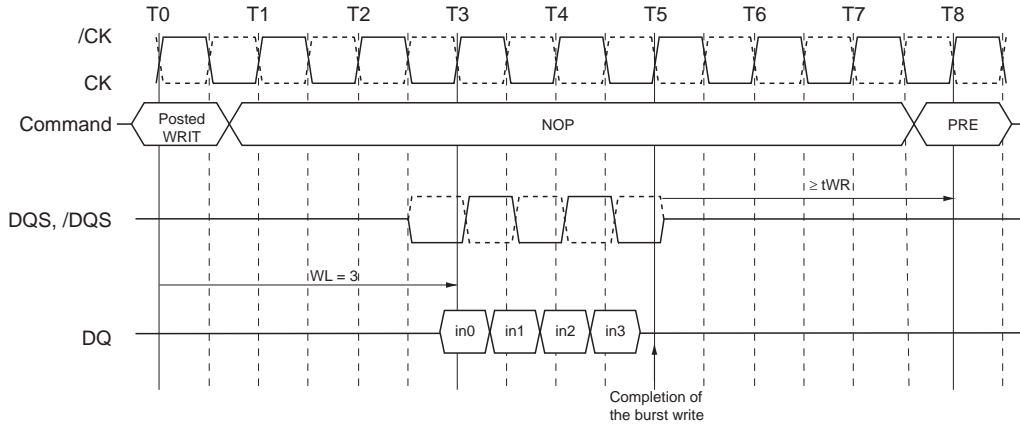 T0 T1 T2 T3 T4 T5 T6 T7 T8
/CK
CK
Command
Posted
WRIT
NOP
PRE
≥ tWR
DQS, /DQS
WL = 3
DQ
in0 in1 in2 in3
Completion of
the burst write